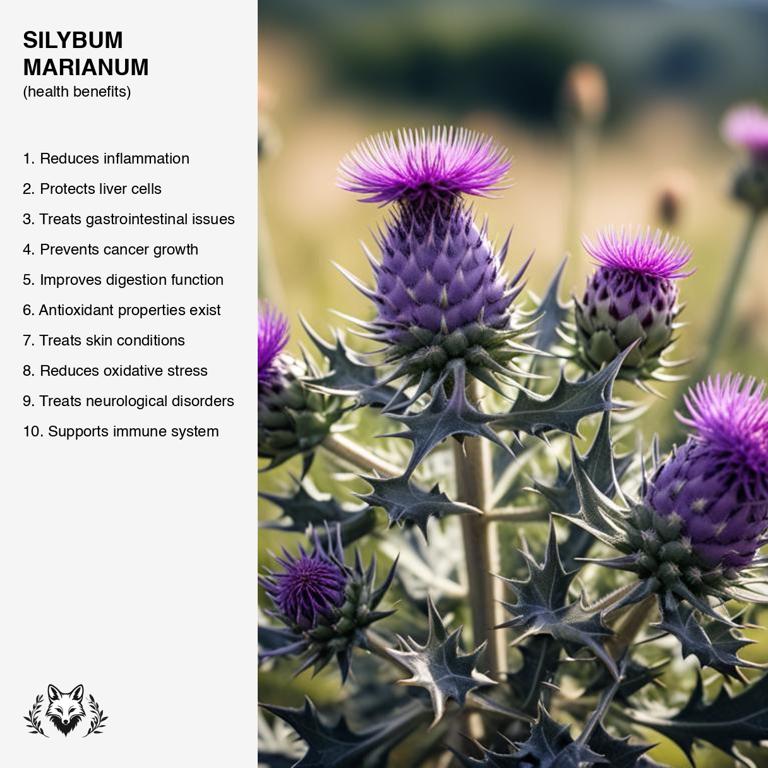 SILYBUM
MARIANUM
(health benefits)
1. Reduces inflammation
2. Protects liver cells
3. Treats gastrointestinal issues
4. Prevents cancer growth
5. Improves digestion function
6. Antioxidant properties exist
7. Treats skin conditions
8. Reduces oxidative stress
9. Treats neurological disorders
10. Supports immune system